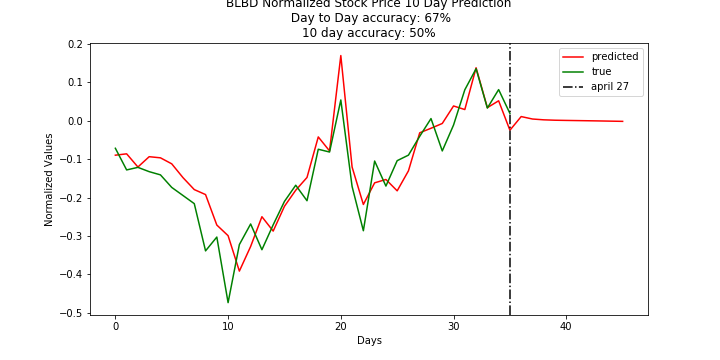 BLBD Normalized Stock Price 10 Day Prediction
Day to Day accuracy: 67%
10 day accuracy: 50%
predicted
true
april 27
Normalized Values
0.2
0.1
0.0
−0.1
−0.2
−0.3
−0.4
−0.5
0 10 20 30 40
Days